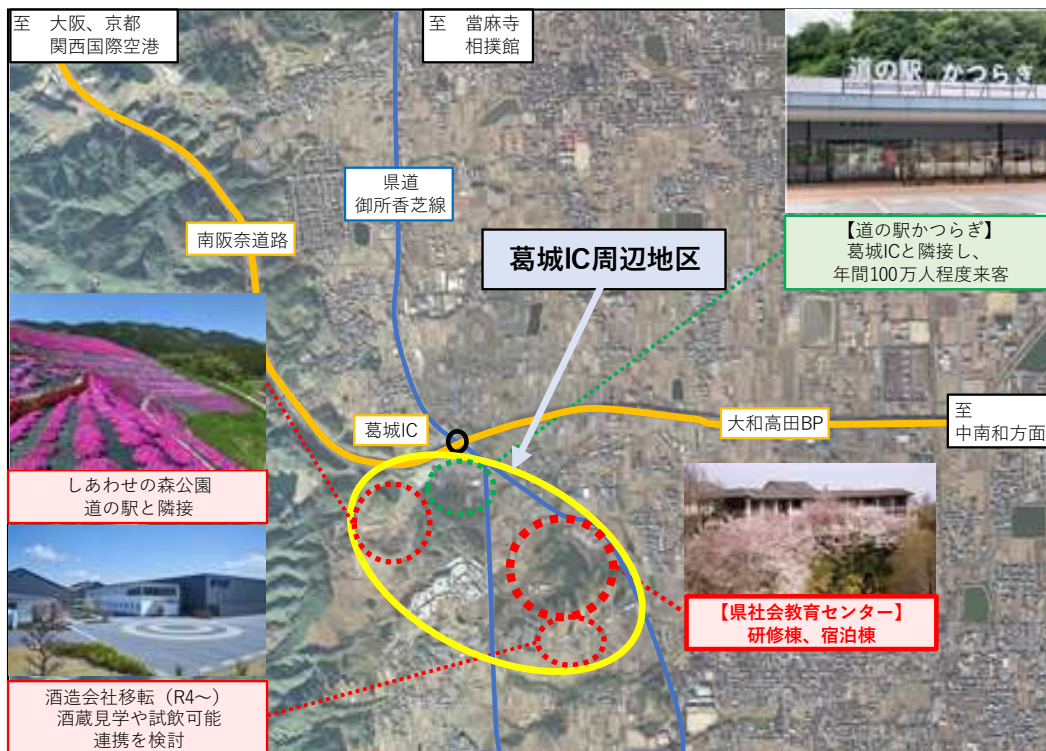 至 大阪、京都
関西国際空港
至 當麻寺
相撲館
道の駅 かつらぎ
県道
御所香芝線
【道の駅かつらぎ】
葛城ICと隣接し、
年間100万人程度来客
南阪奈道路
葛城IC周辺地区
葛城IC
大和高田BP
至
中南和方面
しあわせの森公園
道の駅と隣接
【県社会教育センター】
研修棟、宿泊棟
酒造会社移転（R4～）
酒蔵見学や試飲可能
連携を検討